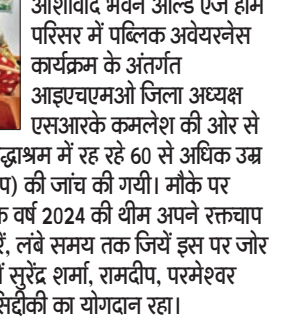 आशीर्वाद भवन ओल्ड एज होम
परिसर में पब्लिक अवेयरनेस
कार्यक्रम के अंतर्गत
आइएचएमओ जिला अध्यक्ष
एसआरके कमलेश की ओर से
द्धाश्रम में रह रहे 60 से अधिक उम्र
प) की जांच की गयी। मौके पर
वर्ष 2024 की थीम अपने रक्तचाप
लंबे समय तक जियें इस पर जोर
सुरेंद्र शर्मा, रामदीप, परमेश्वर
सिद्दीकी का योगदान रहा।